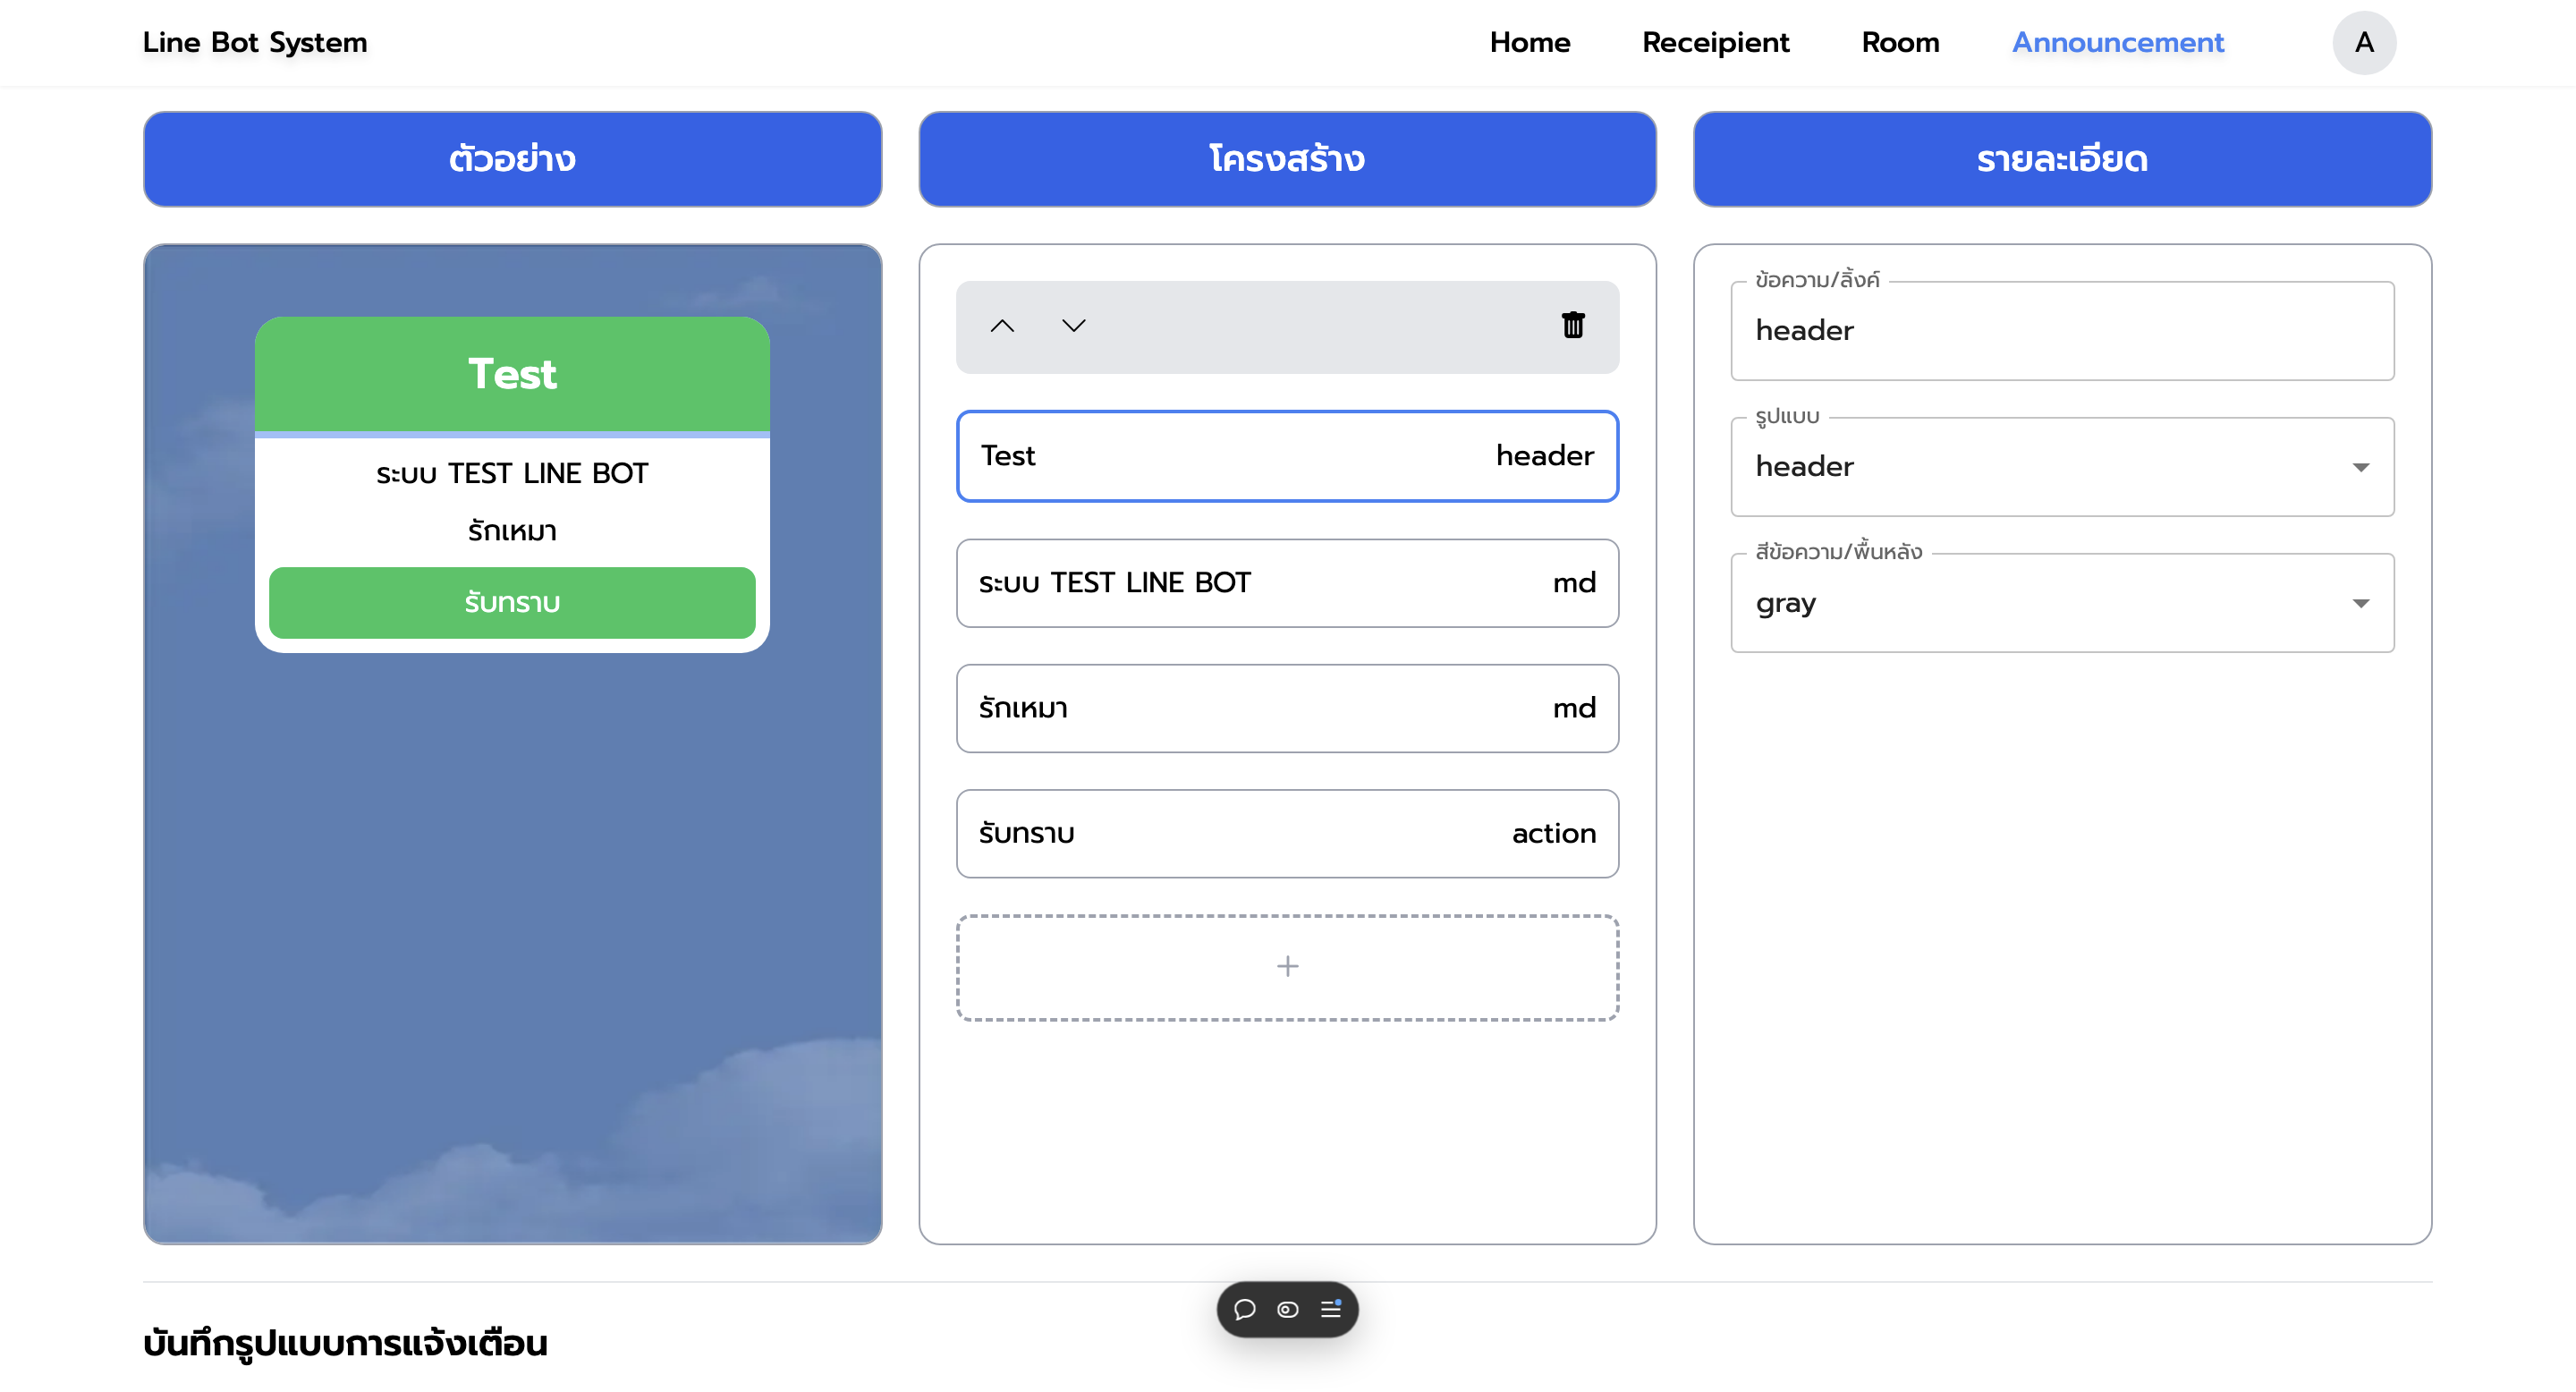 Line Bot System
Home Receipient Room Announcement A
ตัวอย่าง
Test
ระบบ TEST LINE BOT
รักเหมา
รับทราบ
โครงสร้าง
Test header
ระบบ TEST LINE BOT md
รักเหมา md
รับทราบ action
+
รายละเอียด
ข้อความ/ลิ้งค์
header
รูปแบบ
header
สีข้อความ/พื้นหลัง
gray
บันทึกรูปแบบการแจ้งเตือน